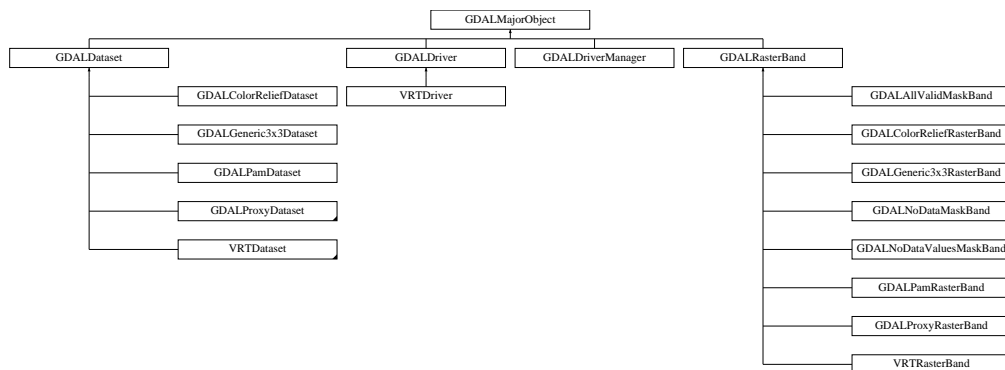 GDALMajorObject
GDALDataset
GDALDriver
GDALDriverManager
GDALRasterBand
GDALColorReliefDataset
VRTDriver
GDALAllValidMaskBand
GDALGeneric3x3Dataset
GDALColorReliefRasterBand
GDALPamDataset
GDALGeneric3x3RasterBand
GDALProxyDataset
GDALNoDataMaskBand
VRTDataset
GDALNoDataValuesMaskBand
GDALPamRasterBand
GDALProxyRasterBand
VRTRasterBand